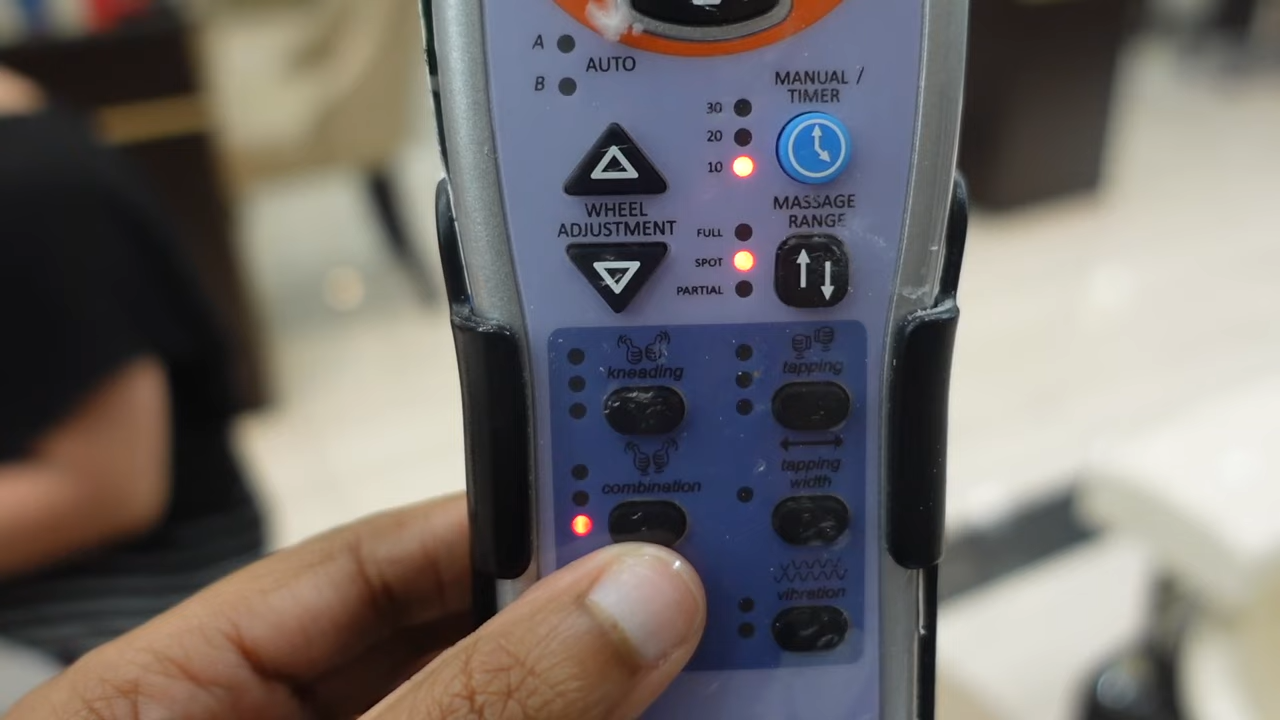 A
AUTO
B
MANUAL /
TIMER
30
20
10
WHEEL
ADJUSTMENT
MASSAGE
RANGE
FULL
SPOT
PARTIAL
kneading
tapping
combination
tapping
width
vibration